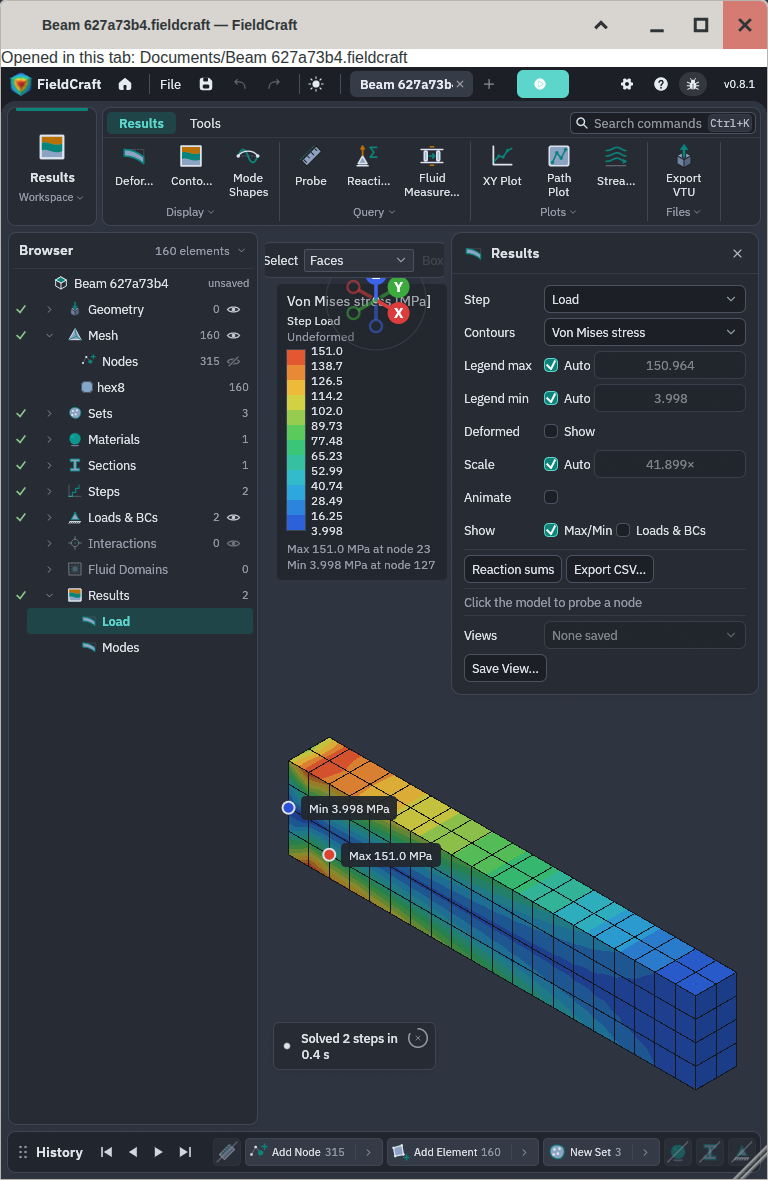 Beam 627a73b4.fieldcraft — FieldCraft
Opened in this tab: Documents/Beam 627a73b4.fieldcraft
FieldCraft
File
Beam 627a73b
v0.8.1
Results
Workspace
Results
Tools
Search commands
Ctrl+K
Defor...
Conto...
Mode
Shapes
Display
Probe
Reacti...
Fluid
Measure...
Query
XY Plot
Path
Plot
Strea...
Plots
Export
VTU
Files
Browser
160 elements
Beam 627a73b4
unsaved
Geometry
0
Mesh
160
Nodes
315
hex8
160
Sets
3
Materials
1
Sections
1
Steps
2
Loads & BCs
2
Interactions
0
Fluid Domains
0
Results
2
Load
Modes
Select
Faces
Box
Y
X
Von Mises stress [MPa]
Step Load
Undeformed
151.0
138.7
126.5
114.2
102.0
89.73
77.48
65.23
52.99
40.74
28.49
16.25
3.998
Max 151.0 MPa at node 23
Min 3.998 MPa at node 127
Results
Step
Load
Contours
Von Mises stress
Legend max
Auto
150.964
Legend min
Auto
3.998
Deformed
Show
Scale
Auto
41.899×
Animate
Show
Max/Min
Loads & BCs
Reaction sums
Export CSV...
Click the model to probe a node
Views
None saved
Save View...
Min 3.998 MPa
Max 151.0 MPa
Solved 2 steps in
0.4 s
History
Add Node 315
Add Element 160
New Set 3